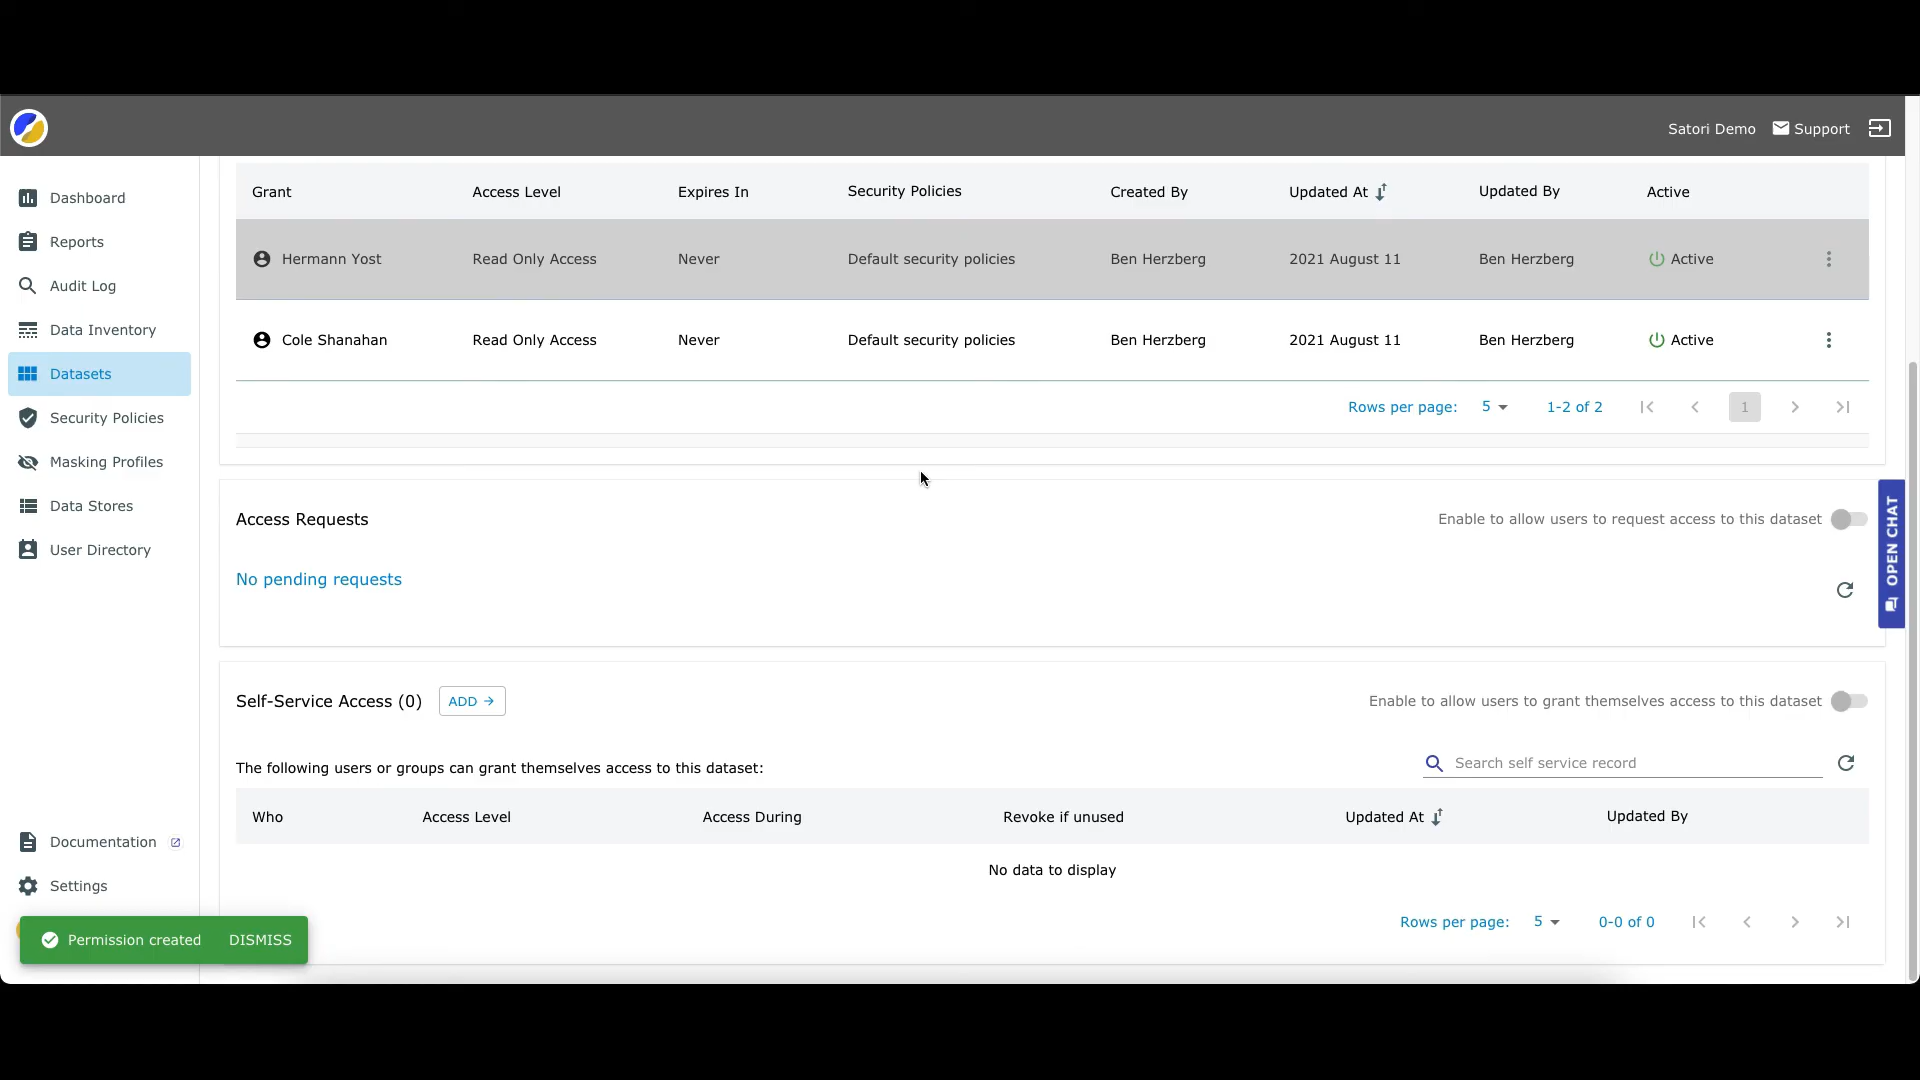 Satori Demo Support
Dashboard
Reports
Audit Log
Data Inventory
Datasets
Security Policies
Masking Profiles
Data Stores
User Directory
Documentation
Settings
Grant Access Level Expires In Security Policies Created By Updated At Updated By Active
Hermann Yost Read Only Access Never Default security policies Ben Herzberg 2021 August 11 Ben Herzberg Active
Cole Shanahan Read Only Access Never Default security policies Ben Herzberg 2021 August 11 Ben Herzberg Active
Rows per page: 5 1-2 of 2 1
Access Requests Enable to allow users to request access to this dataset
No pending requests
OPEN CHAT
Self-Service Access (0) ADD Enable to allow users to grant themselves access to this dataset
The following users or groups can grant themselves access to this dataset: Search self service record
Who Access Level Access During Revoke if unused Updated At Updated By
No data to display
Rows per page: 5 0-0 of 0
Permission created DISMISS